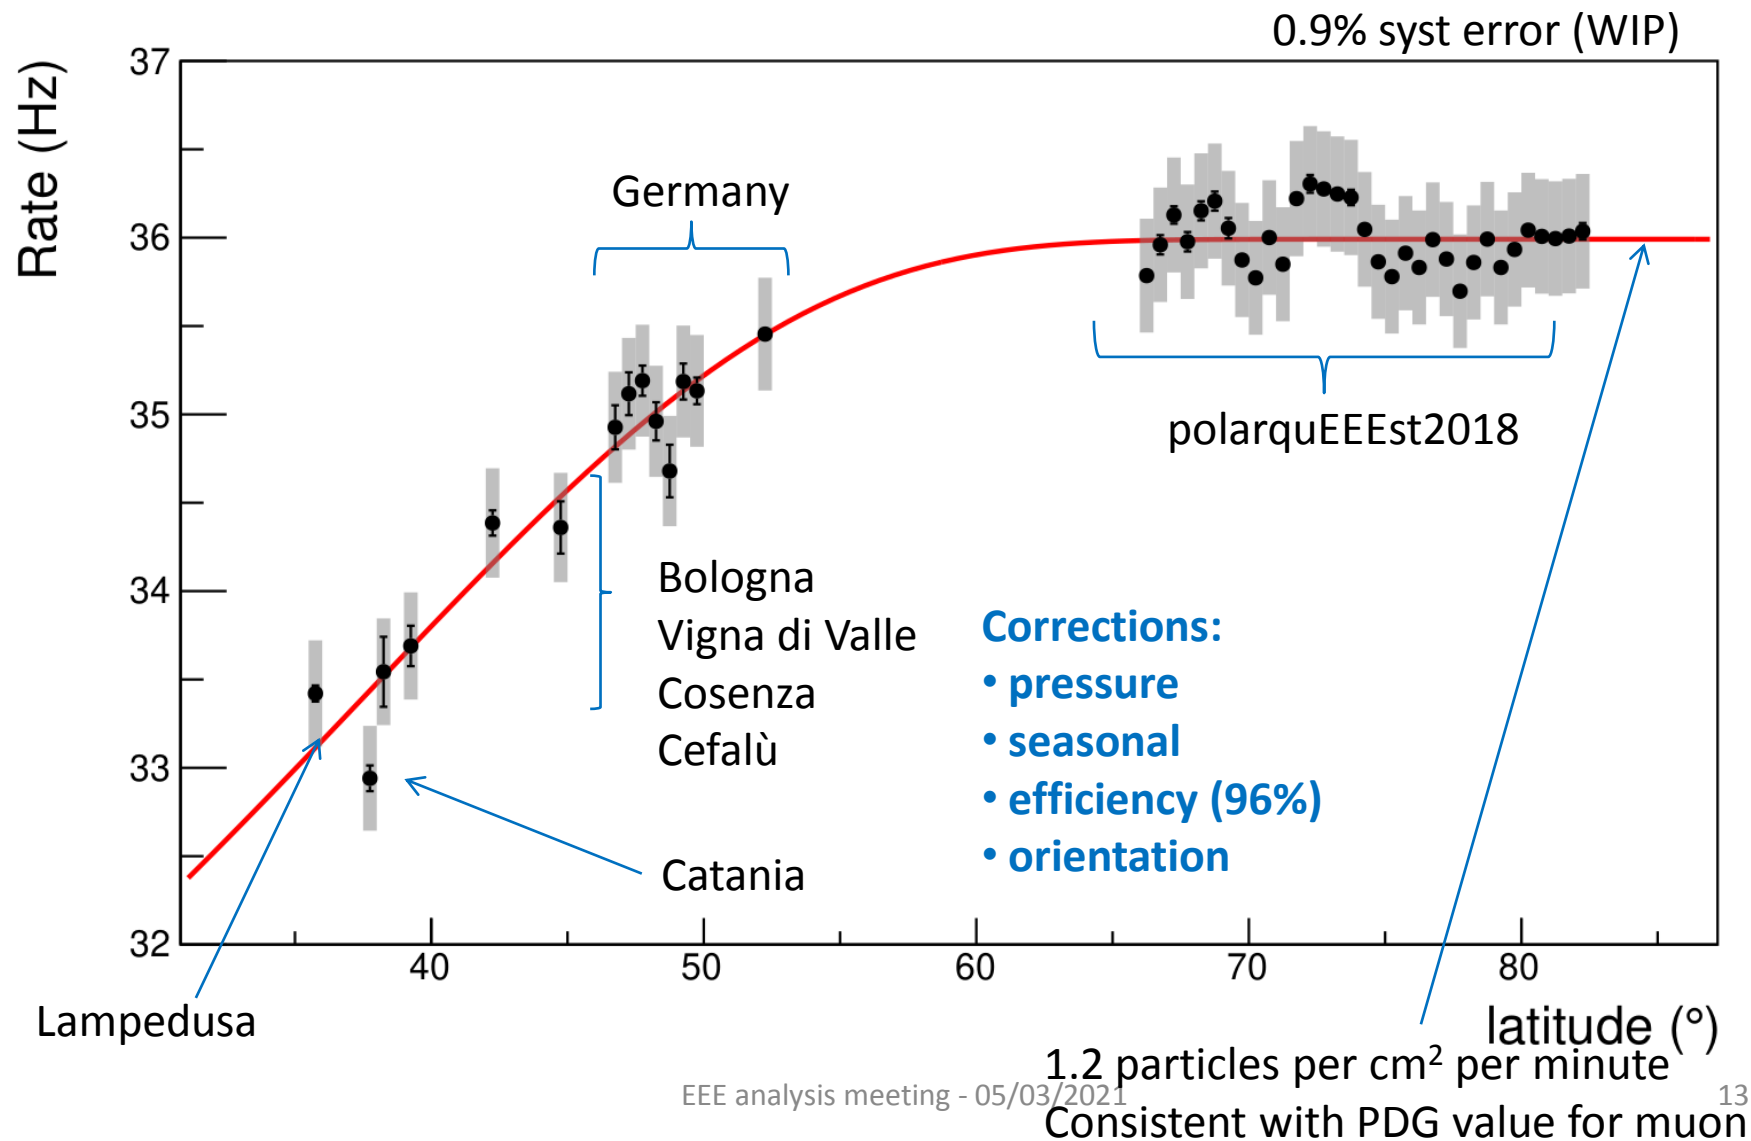 0.9% syst error (WIP)
37
Rate (Hz)
Germany
36
polarquEEEst2018
35
34
Bologna
Vigna di Valle
Cosenza
Cefalù
Corrections:
• pressure
• seasonal
• efficiency (96%)
• orientation
33
Catania
32
40
50
60
70
80
Lampedusa
latitude (°)
1.2 particles per cm² per minute
EEE analysis meeting - 05/03/2021
13
Consistent with PDG value for muon